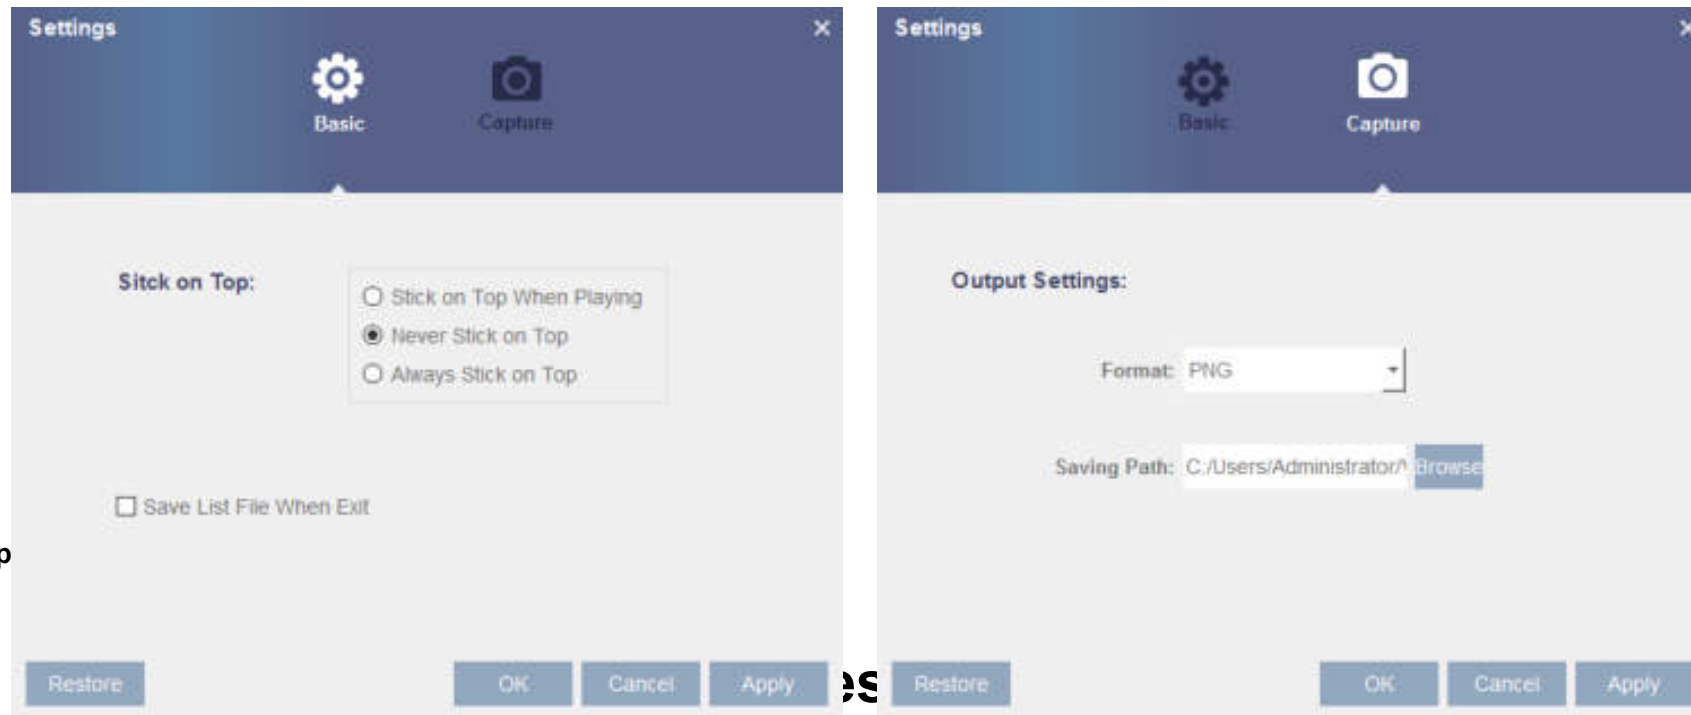 Settings
Basic
Capture
Sitck on Top:
Stick on Top When Playing
Never Stick on Top
Always Stick on Top
Save List File When Exit
p
Restore
OK
Cancel
Apply
es
Settings
Basic
Capture
Output Settings:
Format: PNG
Saving Path: C:/Users/Administrator/ Browse
Restore
OK
Cancel
Apply